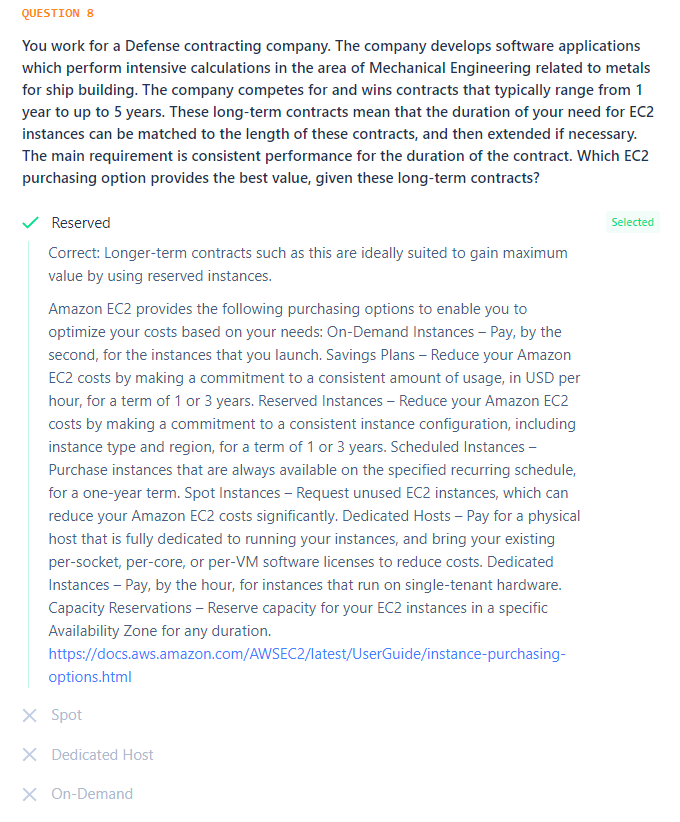 QUESTION 8
You work for a Defense contracting company. The company develops software applications
which perform intensive calculations in the area of Mechanical Engineering related to metals
for ship building. The company competes for and wins contracts that typically range from 1
year to up to 5 years. These long-term contracts mean that the duration of your need for EC2
instances can be matched to the length of these contracts, and then extended if necessary.
The main requirement is consistent performance for the duration of the contract. Which EC2
purchasing option provides the best value, given these long-term contracts?
Reserved
Selected
Correct: Longer-term contracts such as this are ideally suited to gain maximum
value by using reserved instances.
Amazon EC2 provides the following purchasing options to enable you to
optimize your costs based on your needs: On-Demand Instances – Pay, by the
second, for the instances that you launch. Savings Plans – Reduce your Amazon
EC2 costs by making a commitment to a consistent amount of usage, in USD per
hour, for a term of 1 or 3 years. Reserved Instances – Reduce your Amazon EC2
costs by making a commitment to a consistent instance configuration, including
instance type and region, for a term of 1 or 3 years. Scheduled Instances –
Purchase instances that are always available on the specified recurring schedule,
for a one-year term. Spot Instances – Request unused EC2 instances, which can
reduce your Amazon EC2 costs significantly. Dedicated Hosts – Pay for a physical
host that is fully dedicated to running your instances, and bring your existing
per-socket, per-core, or per-VM software licenses to reduce costs. Dedicated
Instances – Pay, by the hour, for instances that run on single-tenant hardware.
Capacity Reservations – Reserve capacity for your EC2 instances in a specific
Availability Zone for any duration.
https://docs.aws.amazon.com/AWSEC2/latest/UserGuide/instance-purchasing-
options.html
Spot
Dedicated Host
On-Demand